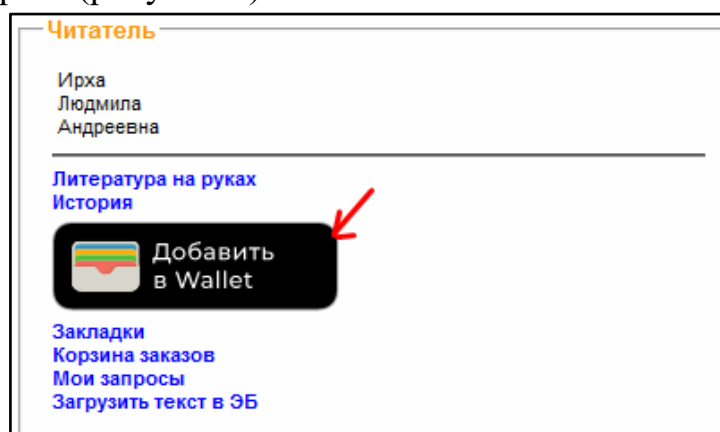 Читатель
Ирха
Людмила
Андреевна
Литература на руках
История
Добавить
в Wallet
Закладки
Корзина заказов
Мои запросы
Загрузить текст в ЭБ